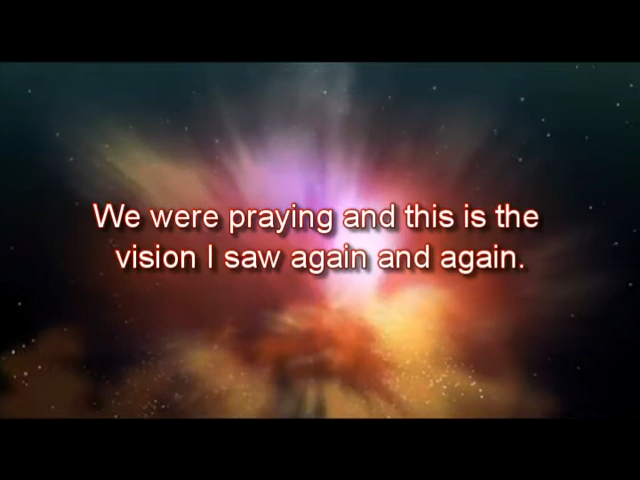 We were praying and this is the
vision I saw again and again.